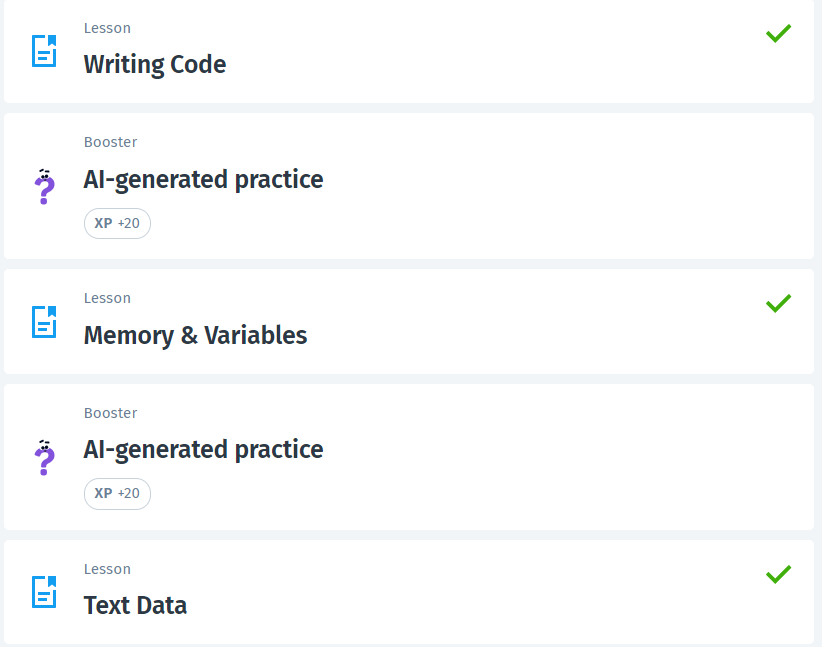 Lesson
Writing Code
Booster
AI-generated practice
XP +20
Lesson
Memory & Variables
Booster
AI-generated practice
XP +20
Lesson
Text Data